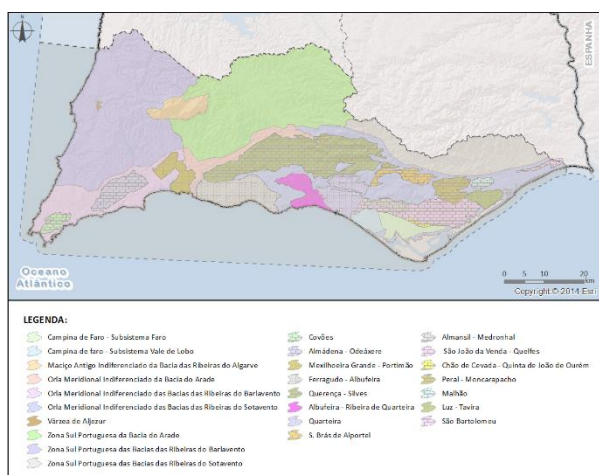 N
ESPANHA
Oceano
Atlântico
0 5 10 20
km
Copyright:© 2014 Esri
LEGENDA:
Campina de Faro - Subsistema Faro
Campina de faro - Subsistema Vale de Lobo
Maciço Antigo Indiferenciado da Bacia das Ribeiras do Algarve
Orla Meridional Indiferenciado da Bacia do Arade
Orla Meridional Indiferenciado das Bacias das Ribeiras do Barlavento
Orla Meridional Indiferenciado das Bacias das Ribeiras do Sotavento
Várzea de Aljezur
Zona Sul Portuguesa da Bacia do Arade
Zona Sul Portuguesa das Bacias das Ribeiras do Barlavento
Zona Sul Portuguesa das Bacias das Ribeiras do Sotavento
Covões
Almádena - Odeáxere
Mexilhoeira Grande - Portimão
Ferragudo - Albufeira
Querença - Silves
Albufeira - Ribeira de Quarteira
Quarteira
S. Brás de Alportel
Almansil - Medronhal
São João da Venda - Quelfes
Chão de Cevada - Quinta de João de Ourém
Peral - Moncarapacho
Malhão
Luz - Tavira
São Bartolomeu